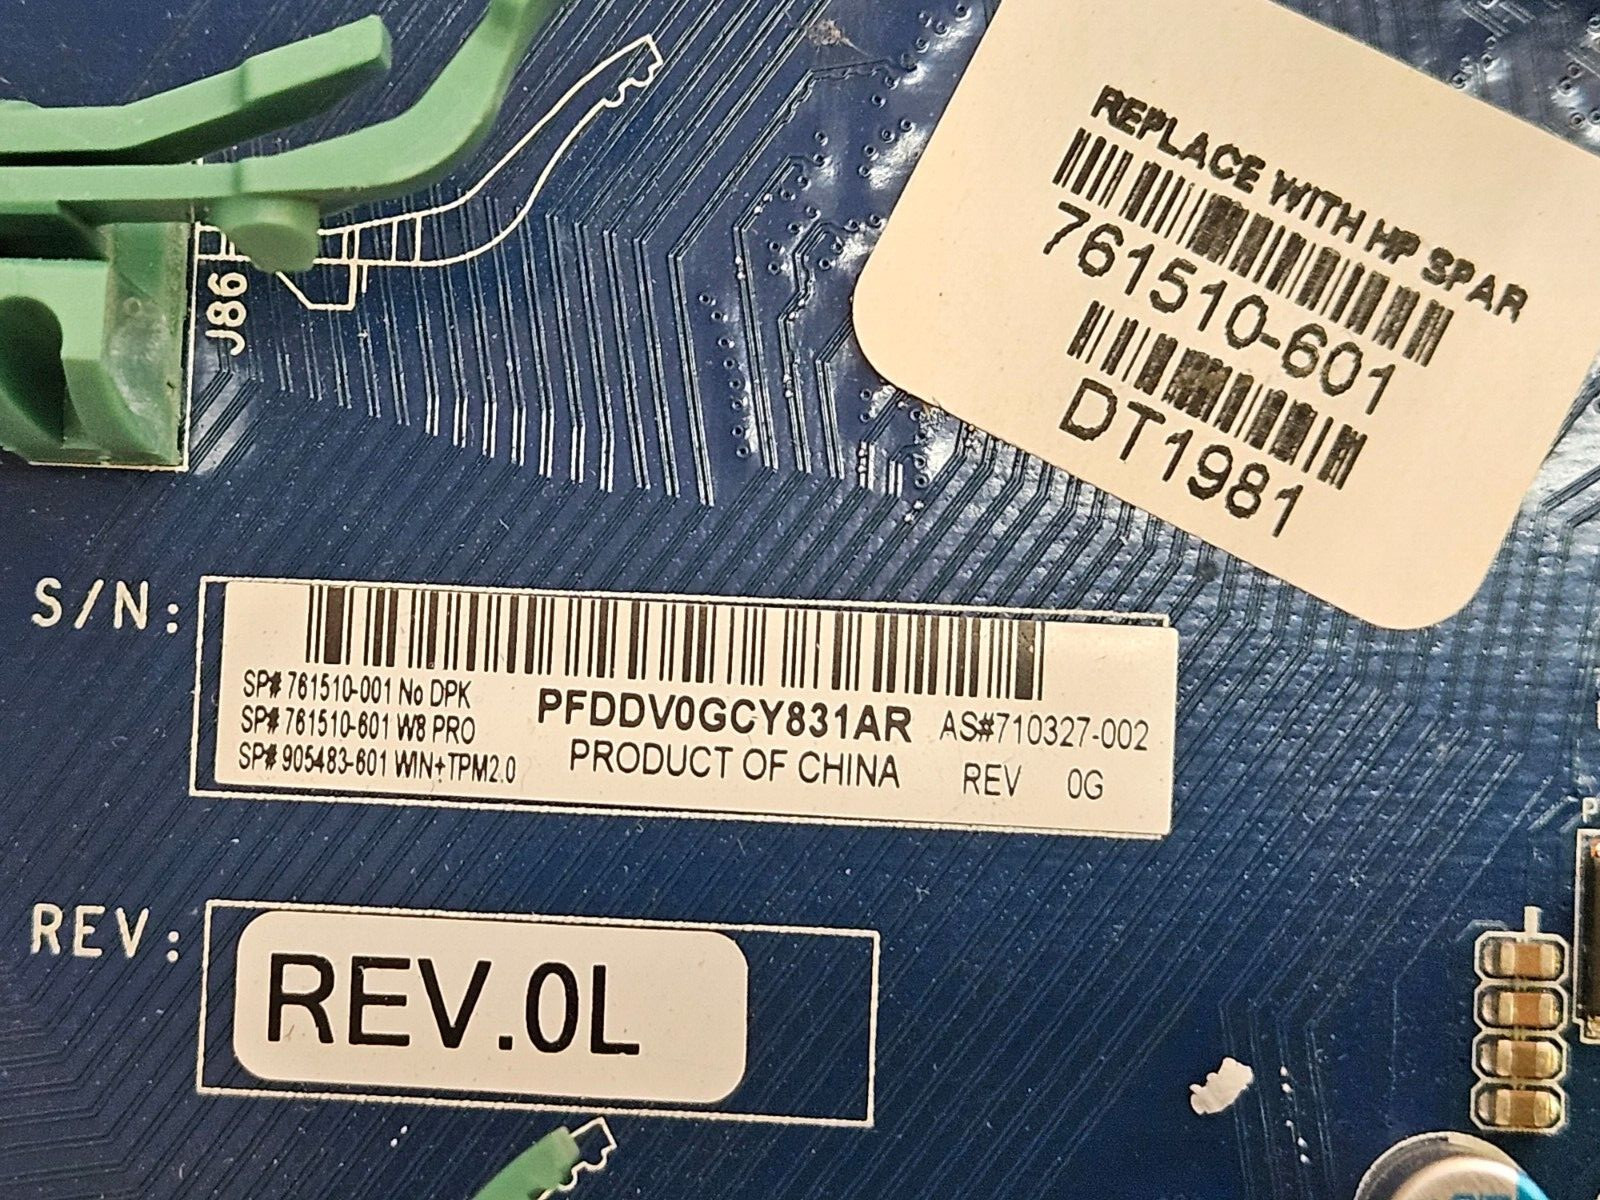 REPLACE WITH HP SPAR
761510-601
DT1981
J86
S/N:
SP# 761510-001 No DPK
SP# 761510-601 W8 PRO
SP# 905483-601 WIN+TPM2.0
PFDDV0GCY831AR
PRODUCT OF CHINA
AS#710327-002
REV 0G
REV:
REV.0L
P